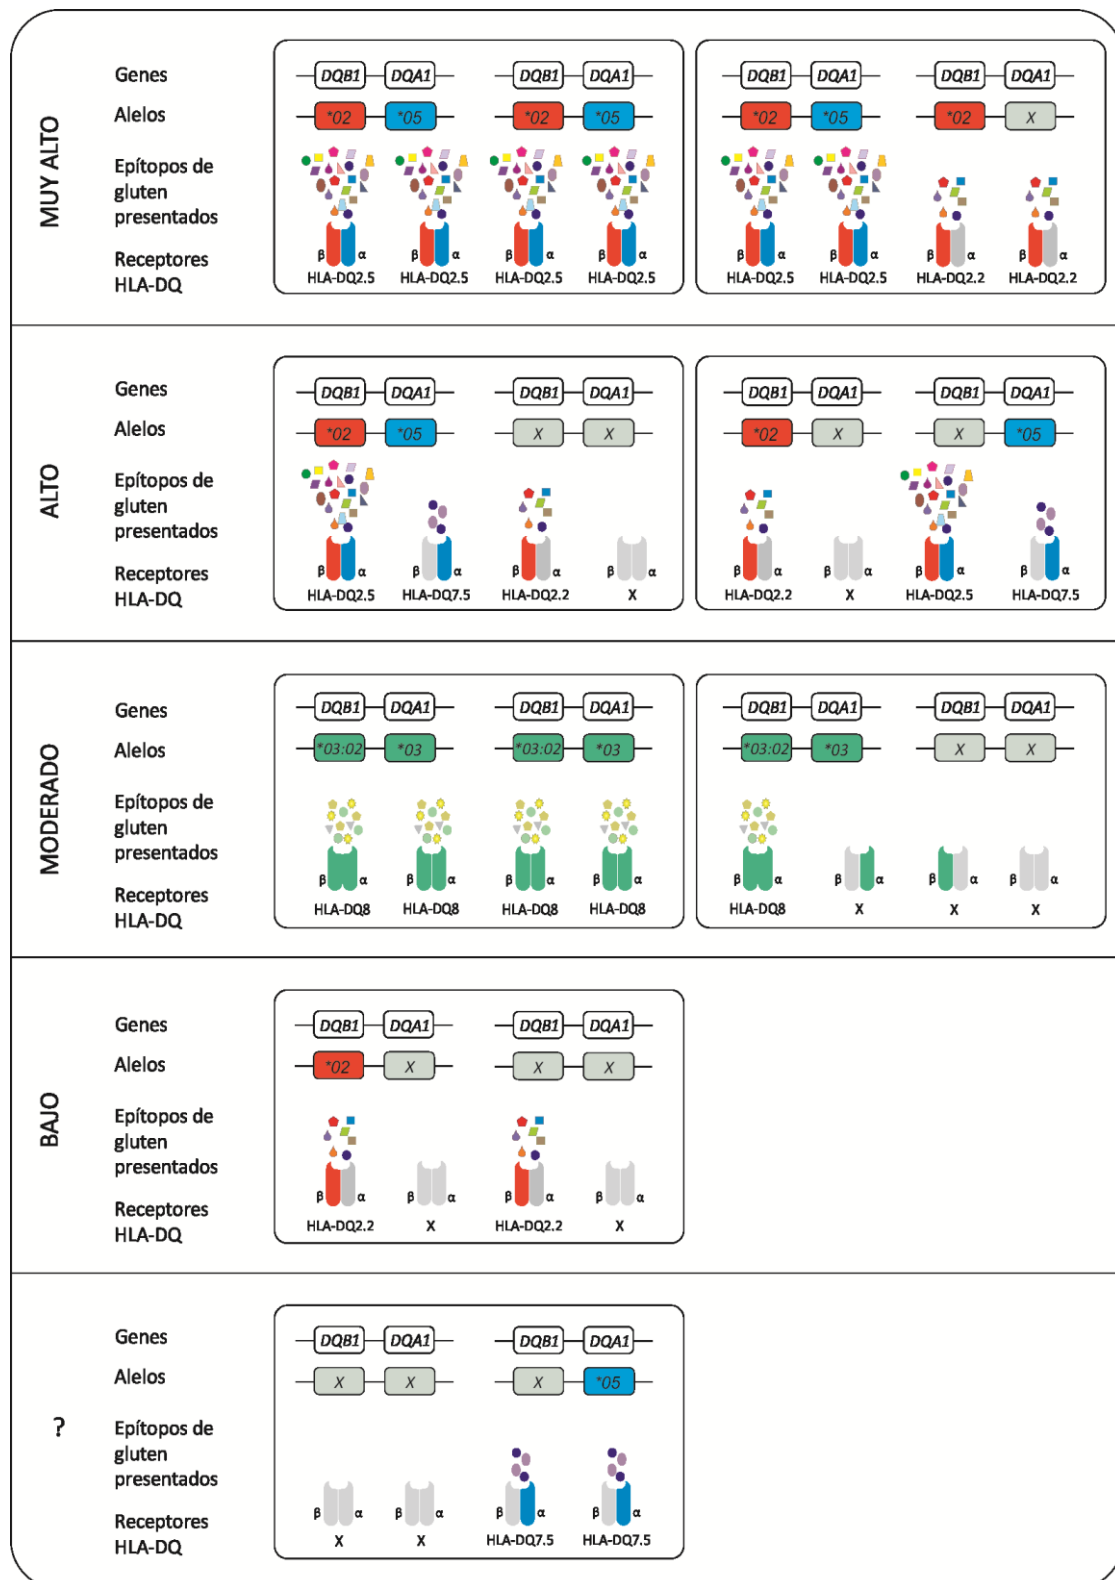 MUY ALTO
Genes
DQB1 DQA1 DQB1 DQA1 DQB1 DQA1 DQB1 DQA1
Alelos
*02 *05 *02 *05 *02 *05 *02 X
Epítopos de
gluten
presentados
Receptores
HLA-DQ
β α β α β α β α β α β α β α β α
HLA-DQ2.5 HLA-DQ2.5 HLA-DQ2.5 HLA-DQ2.5 HLA-DQ2.5 HLA-DQ2.5 HLA-DQ2.2 HLA-DQ2.2
ALTO
Genes
DQB1 DQA1 DQB1 DQA1 DQB1 DQA1 DQB1 DQA1
Alelos
*02 *05 X X *02 X X *05
Epítopos de
gluten
presentados
Receptores
HLA-DQ
β α β α β α β α β α β α β α β α
HLA-DQ2.5 HLA-DQ7.5 HLA-DQ2.2 X HLA-DQ2.2 X HLA-DQ2.5 HLA-DQ7.5
MODERADO
Genes
DQB1 DQA1 DQB1 DQA1 DQB1 DQA1 DQB1 DQA1
Alelos
*03:02 *03 *03:02 *03 *03:02 *03 X X
Epítopos de
gluten
presentados
Receptores
HLA-DQ
β α β α β α β α β α β α β α β α
HLA-DQ8 HLA-DQ8 HLA-DQ8 HLA-DQ8 HLA-DQ8 X X X
BAJO
Genes
DQB1 DQA1 DQB1 DQA1
Alelos
*02 X X X
Epítopos de
gluten
presentados
Receptores
HLA-DQ
β α β α β α β α
HLA-DQ2.2 X HLA-DQ2.2 X
?
Genes
DQB1 DQA1 DQB1 DQA1
Alelos
X X X *05
Epítopos de
gluten
presentados
Receptores
HLA-DQ
β α β α β α β α
X X HLA-DQ7.5 HLA-DQ7.5